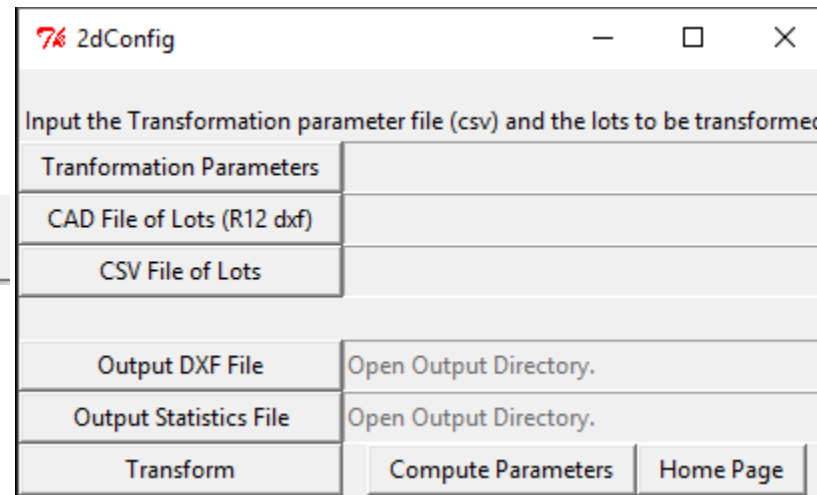 2dConfig
Input the Transformation parameter file (csv) and the lots to be transformed
Tranformation Parameters
CAD File of Lots (R12 dxf)
CSV File of Lots
Output DXF File Open Output Directory.
Output Statistics File Open Output Directory.
Transform Compute Parameters Home Page